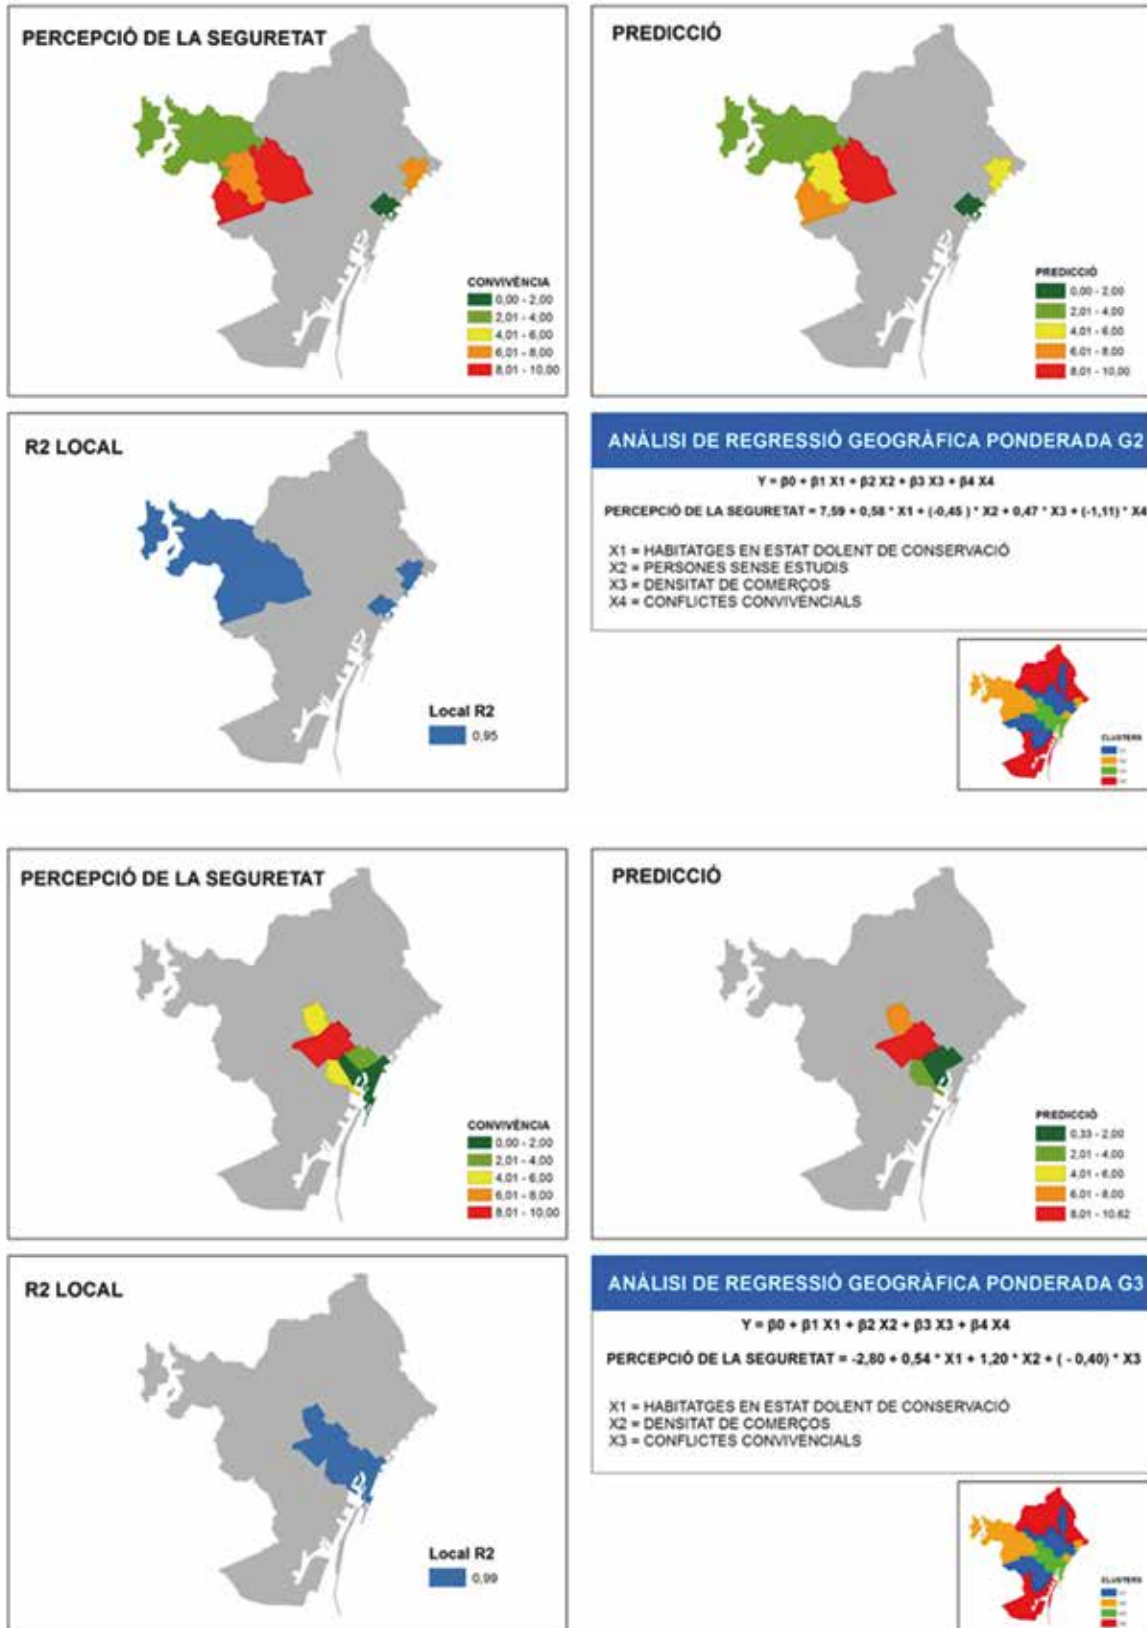 PERCEPCIÓ DE LA SEGURETAT
CONVIVÈNCIA
0,00 - 2,00
2,01 - 4,00
4,01 - 6,00
6,01 - 8,00
8,01 - 10,00
PREDICCIÓ
PREDICCIÓ
0,00 - 2,00
2,01 - 4,00
4,01 - 6,00
6.01 - 8.00
8,01 - 10,00
R2 LOCAL
Local R2
0,95
ANÀLISI DE REGRESSIÓ GEOGRÀFICA PONDERADA G2
Y = β0 + β1 X1 + β2 X2 + β3 X3 + β4 X4
PERCEPCIÓ DE LA SEGURETAT = 7,59 + 0,58 * X1 + (-0,45 ) * X2 + 0,47 * X3 + (-1,11) * X4
X1 = HABITATGES EN ESTAT DOLENT DE CONSERVACIÓ
X2 = PERSONES SENSE ESTUDIS
X3 = DENSITAT DE COMERÇOS
X4 = CONFLICTES CONVIVENCIALS
CLUSTERS
PERCEPCIÓ DE LA SEGURETAT
CONVIVÈNCIA
0,00 - 2,00
2,01 - 4,00
4,01 - 6,00
6,01 - 8,00
8,01 - 10,00
PREDICCIÓ
PREDICCIÓ
0,33 - 2,00
2,01 - 4,00
4,01 - 6,00
6.01 - 8.00
8,01 - 10.62
R2 LOCAL
Local R2
0,99
ANÀLISI DE REGRESSIÓ GEOGRÀFICA PONDERADA G3
Y = β0 + β1 X1 + β2 X2 + β3 X3 + β4 X4
PERCEPCIÓ DE LA SEGURETAT = -2,80 + 0,54 * X1 + 1,20 * X2 + ( - 0,40) * X3
X1 = HABITATGES EN ESTAT DOLENT DE CONSERVACIÓ
X2 = DENSITAT DE COMERÇOS
X3 = CONFLICTES CONVIVENCIALS
CLUSTERS